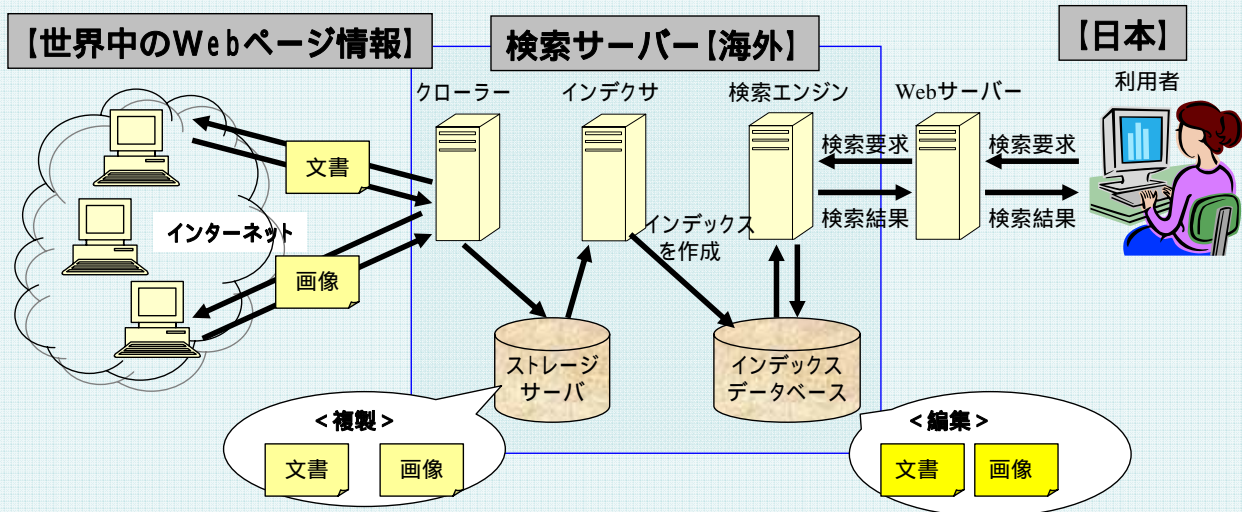 【世界中のWebページ情報】
検索サーバー【海外】
【日本】
クローラー
インデクサ
検索エンジン
Webサーバー
利用者
文書
インターネット
画像
検索要求
検索結果
検索要求
検索結果
インデックス
を作成
ストレージ
サーバ
インデックス
データベース
<複製>
文書
画像
<編集>
文書
画像